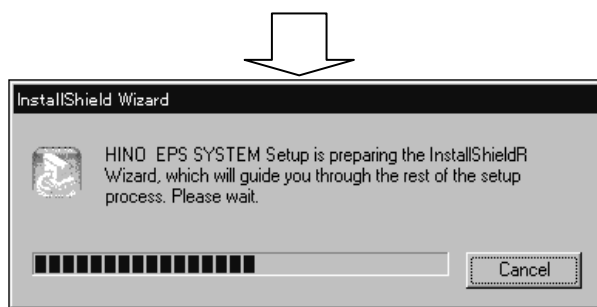 InstallShield Wizard
HINO EPS SYSTEM Setup is preparing the InstallShieldR
Wizard, which will guide you through the rest of the setup
process. Please wait.
Cancel